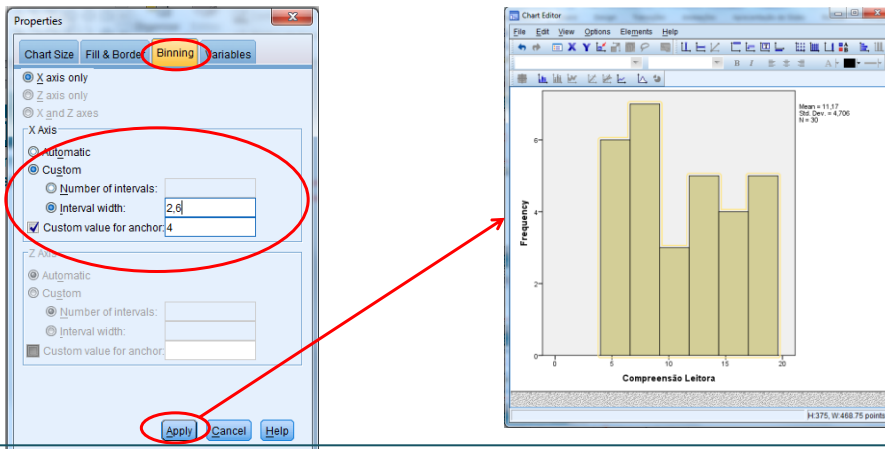 Properties
Chart Size Fill & Border Binning Variables
X axis only
Z axis only
X and Z axes
X Axis
Automatic
Custom
Number of intervals:
Interval width: 2,6
Custom value for anchor: 4
Z Axis
Automatic
Custom
Number of intervals:
Interval width:
Custom value for anchor:
Apply Cancel Help
Chart Editor
File Edit View Options Elements Help
Mean = 11,17
Std. Dev. = 4,706
N = 30
Frequency
6
4
2
0
0 5 10 15 20
Compreensão Leitora
H:375, W:468.75 points